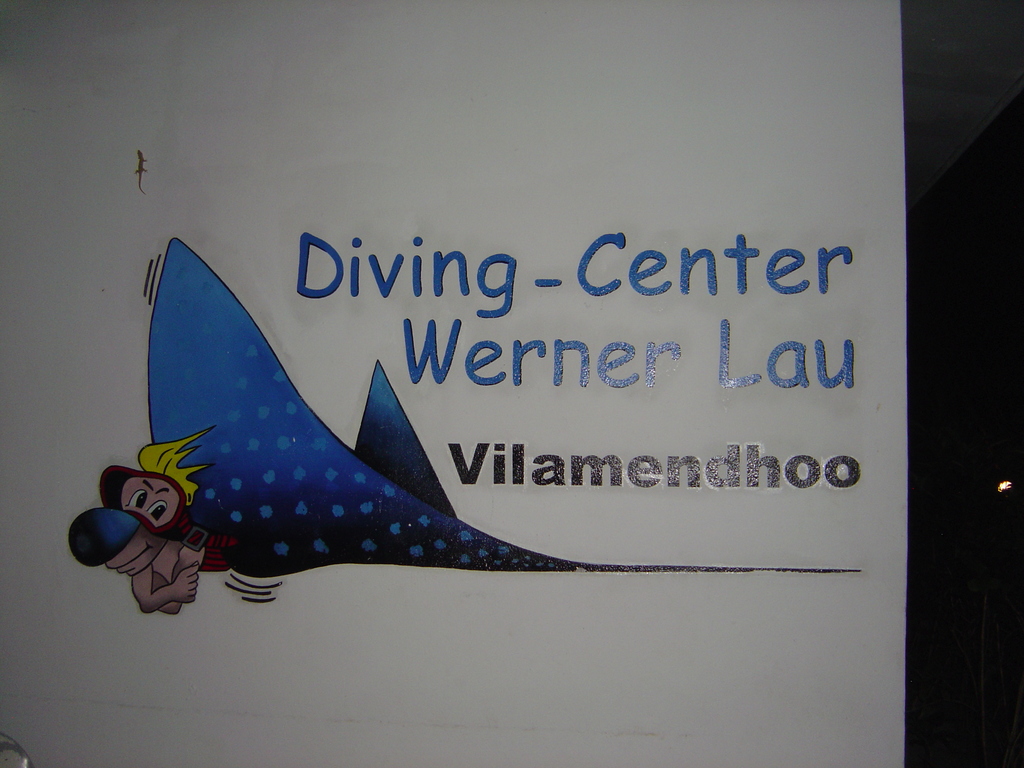 Diving - Center
Werner Lau
Vilamendhoo